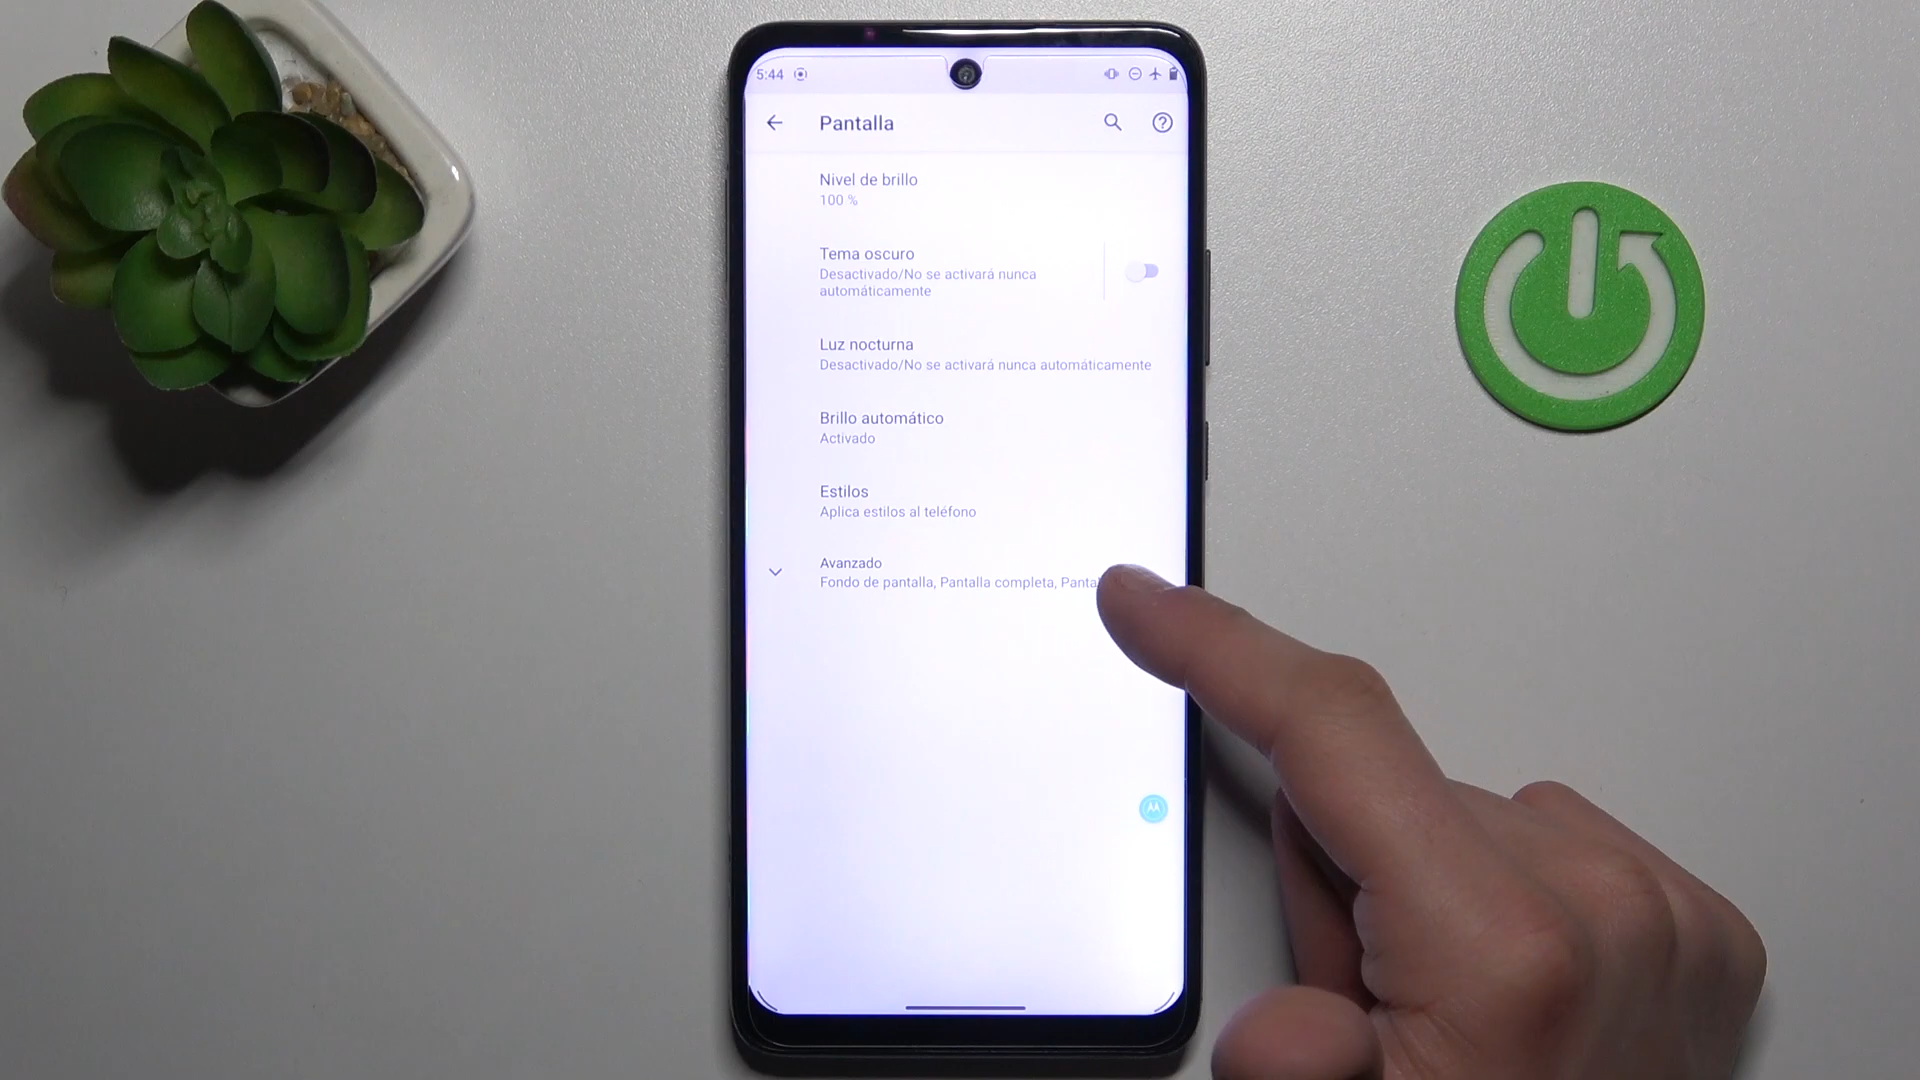 5:44
Pantalla
Nivel de brillo
100 %
Tema oscuro
Desactivado/No se activará nunca
automáticamente
Luz nocturna
Desactivado/No se activará nunca automáticamente
Brillo automático
Activado
Estilos
Aplica estilos al teléfono
Avanzado
Fondo de pantalla, Pantalla completa,